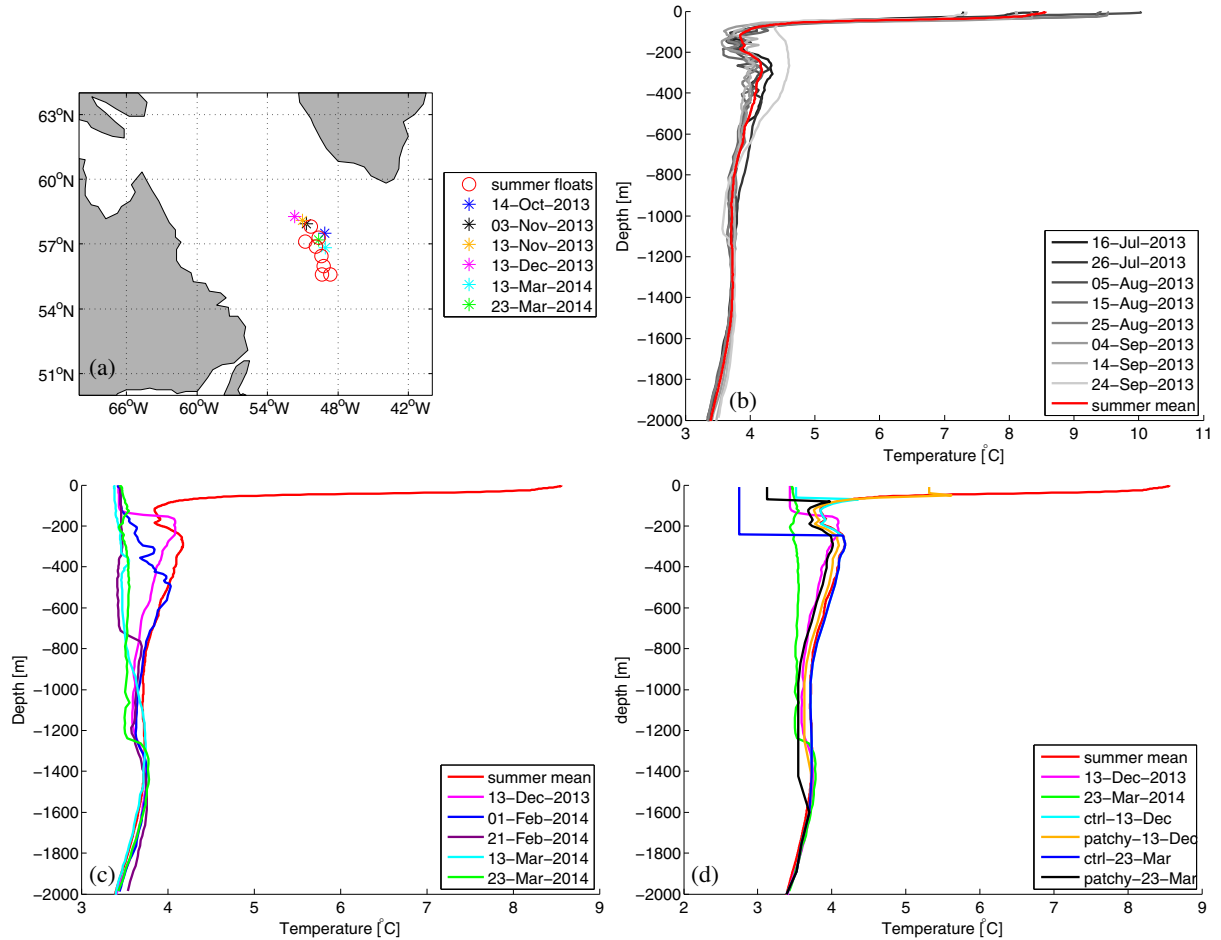 63°N
60°N
57°N
54°N
51°N
66°W 60°W 54°W 48°W 42°W
(a)
summer floats
14-Oct-2013
03-Nov-2013
13-Nov-2013
13-Dec-2013
13-Mar-2014
23-Mar-2014
0
-200
-400
-600
-800
-1000
-1200
-1400
-1600
-1800
-2000
Depth [m]
3 4 5 6 7 8 9 10 11
Temperature [°C]
(b)
16-Jul-2013
26-Jul-2013
05-Aug-2013
15-Aug-2013
25-Aug-2013
04-Sep-2013
14-Sep-2013
24-Sep-2013
summer mean
0
-200
-400
-600
-800
-1000
-1200
-1400
-1600
-1800
-2000
Depth [m]
3 4 5 6 7 8 9
Temperature [°C]
(c)
summer mean
13-Dec-2013
01-Feb-2014
21-Feb-2014
13-Mar-2014
23-Mar-2014
0
-200
-400
-600
-800
-1000
-1200
-1400
-1600
-1800
-2000
depth [m]
2 3 4 5 6 7 8 9
Temperature [°C]
(d)
summer mean
13-Dec-2013
23-Mar-2014
ctrl-13-Dec
patchy-13-Dec
ctrl-23-Mar
patchy-23-Mar